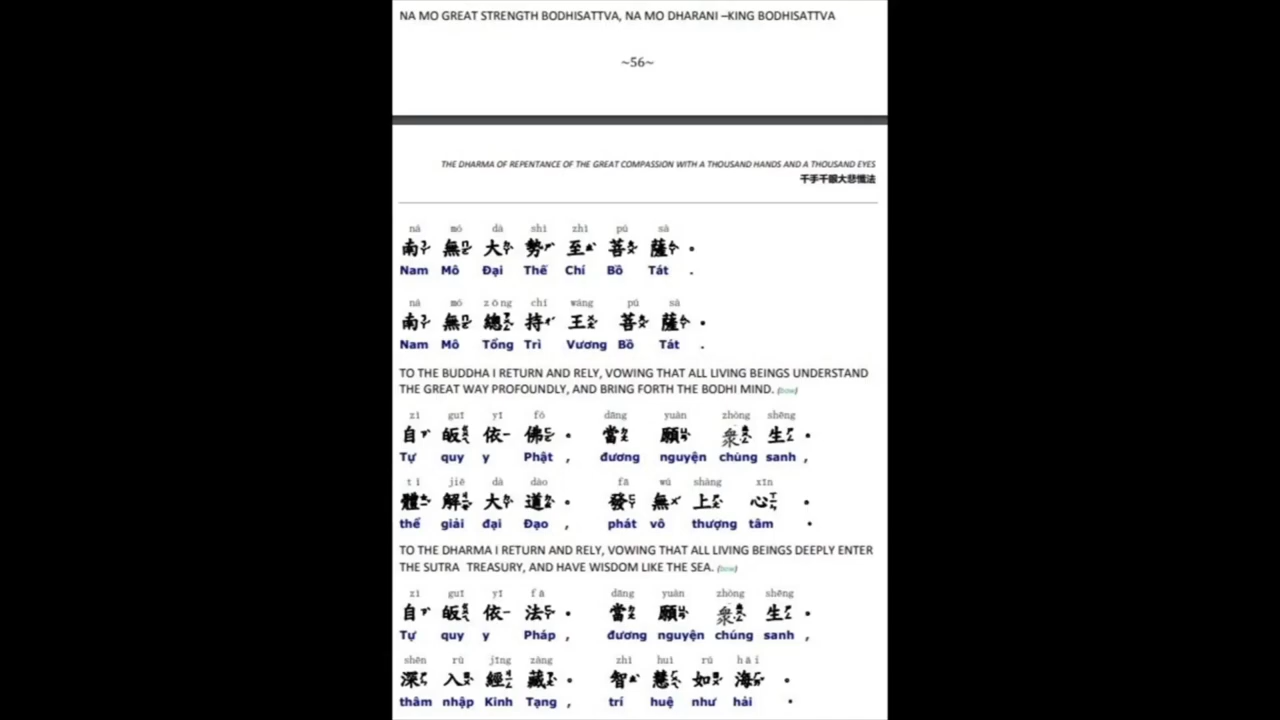 NA MO GREAT STRENGTH BODHISATTVA, NA MO DHARANI –KING BODHISATTVA
~56~
THE DHARMA OF REPENTANCE OF THE GREAT COMPASSION WITH A THOUSAND HANDS AND A THOUSAND EYES
千手千眼大悲懺法
ná mó dà shì zhì pú sà
南無大勢至菩薩。
Nam Mô Đại Thế Chí Bồ Tát .
ná mó zǒng chí wáng pú sà
南無總持王菩薩。
Nam Mô Tổng Trì Vương Bồ Tát .
TO THE BUDDHA I RETURN AND RELY, VOWING THAT ALL LIVING BEINGS UNDERSTAND
THE GREAT WAY PROFOUNDLY, AND BRING FORTH THE BODHI MIND. (bow)
zì guī yī fó dāng yuàn zhòng shēng
自皈依佛。當願衆生。
Tự quy y Phật , đương nguyện chùng sanh ,
tǐ jiě dà dào fā wú shàng xīn
體解大道。發無上心。
thể giải đại Đạo , phát vô thượng tâm .
TO THE DHARMA I RETURN AND RELY, VOWING THAT ALL LIVING BEINGS DEEPLY ENTER
THE SUTRA TREASURY, AND HAVE WISDOM LIKE THE SEA. (bow)
zì guī yī fǎ dāng yuàn zhòng shēng
自皈依法。當願衆生。
Tự quy y Pháp , đương nguyện chúng sanh ,
shēn rù jīng zàng zhì huì rú hǎi
深入經藏。智慧如海。
thâm nhập Kinh Tạng , trí huệ như hải .